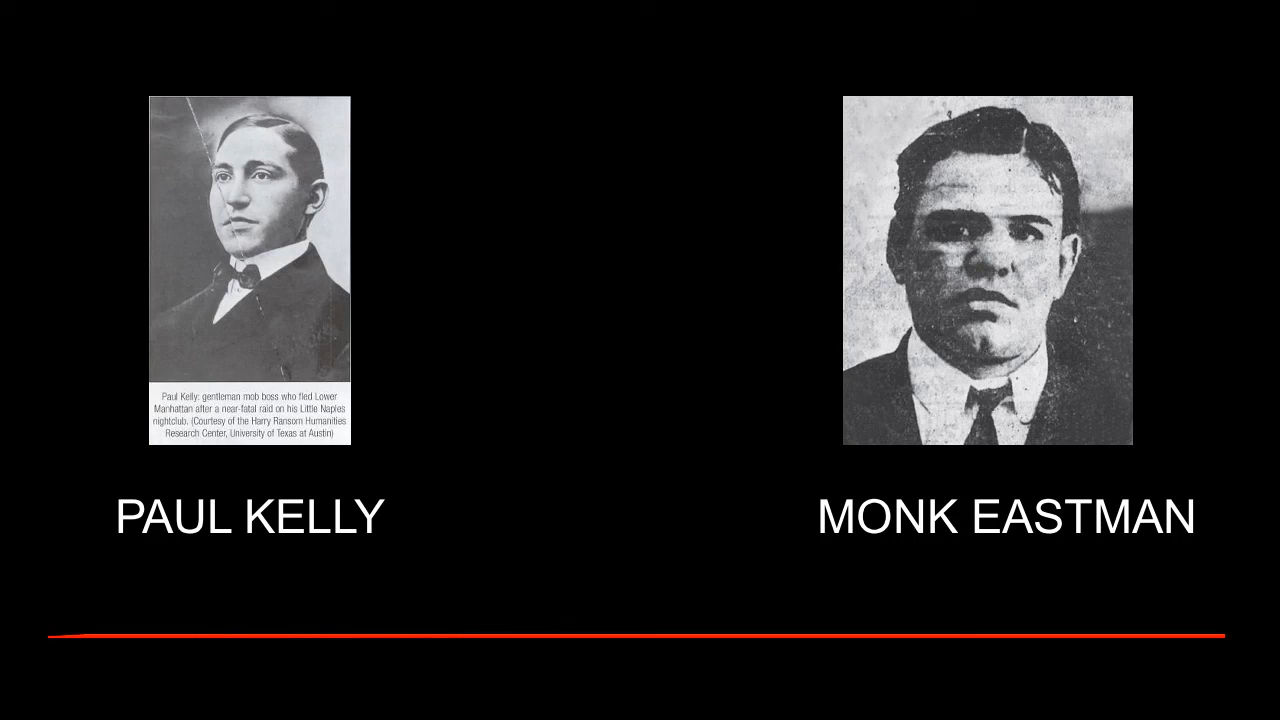 Paul Kelly: gentleman mob boss who fled Lower
Manhattan after a near-fatal raid on his Little Naples
nightclub. (Courtesy of the Harry Ransom Humanities
Research Center, University of Texas at Austin)
PAUL KELLY
MONK EASTMAN